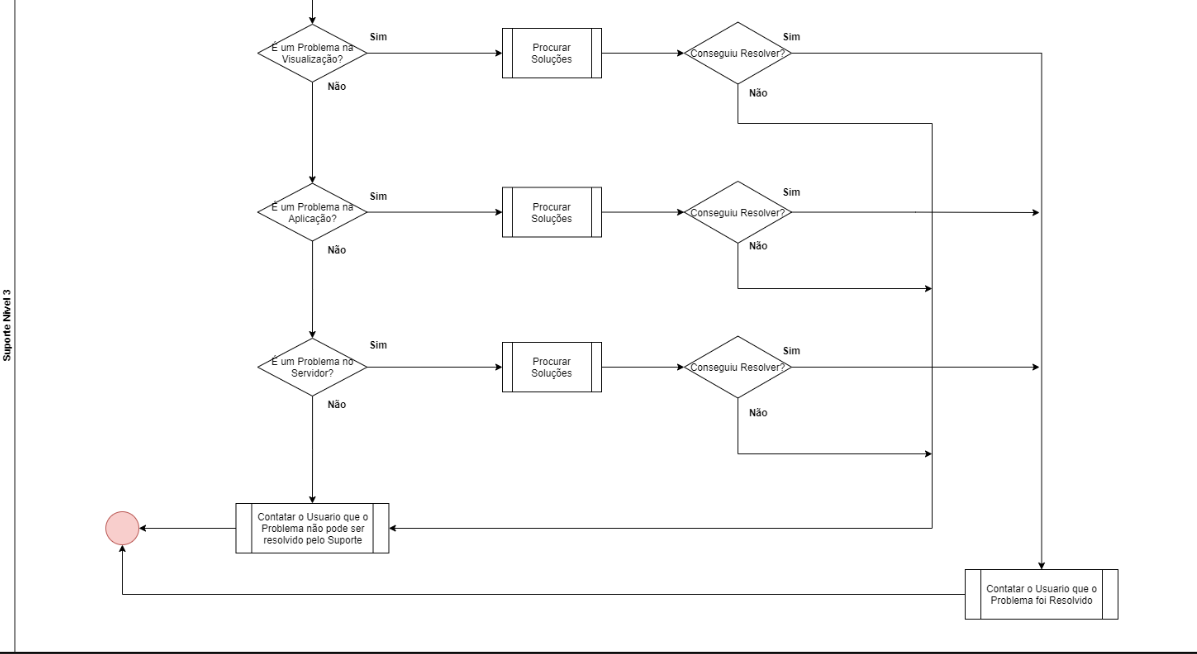 É um Problema na
Visualização?
Sim
Não
Procurar
Soluções
Conseguiu Resolver?
Sim
Não
É um Problema na
Aplicação?
Sim
Não
Procurar
Soluções
Conseguiu Resolver?
Sim
Não
Suporte Nivel 3
É um Problema no
Servidor?
Sim
Não
Procurar
Soluções
Conseguiu Resolver?
Sim
Não
Contatar o Usuario que o
Problema não pode ser
resolvido pelo Suporte
Contatar o Usuario que o
Problema foi Resolvido